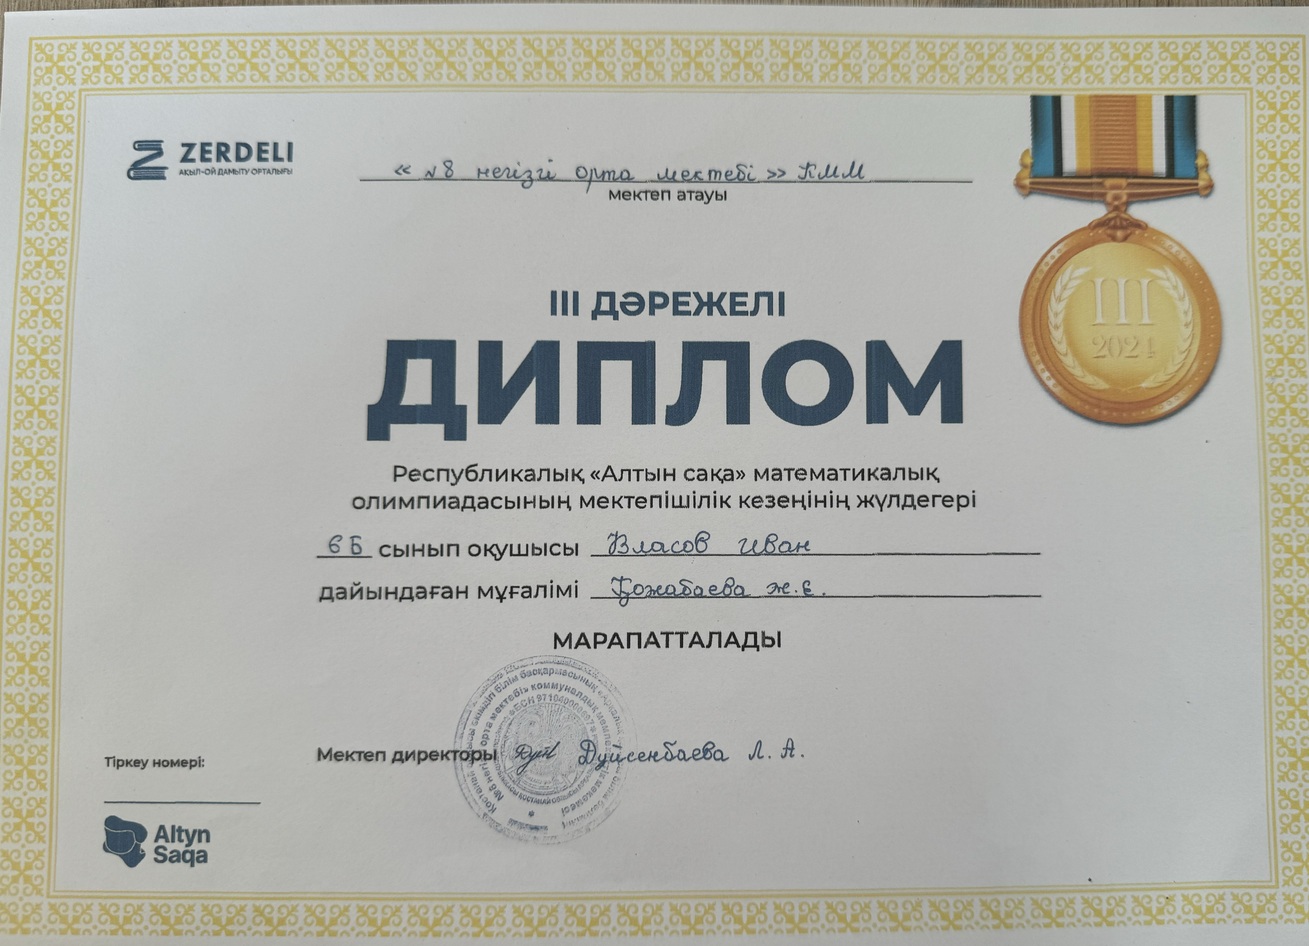 ZERDELI
АҚЫЛ-ОЙ ДАМЫТУ ОРТАЛЫҒЫ
« №8 негізгі орта мектебі » КММ
мектеп атауы
III
2024
III ДӘРЕЖЕЛІ
ДИПЛОМ
Республикалық «Алтын сақа» математикалық
олимпиадасының мектепішілік кезеңінің жүлдегері
6 Б сынып оқушысы Власов Иван
дайындаған мұғалімі Қожабаева Ж.Е.
МАРАПАТТАЛАДЫ
Мектеп директоры Дүйсенбаева Л. А.
Тіркеу номері:
Altyn
Saqa